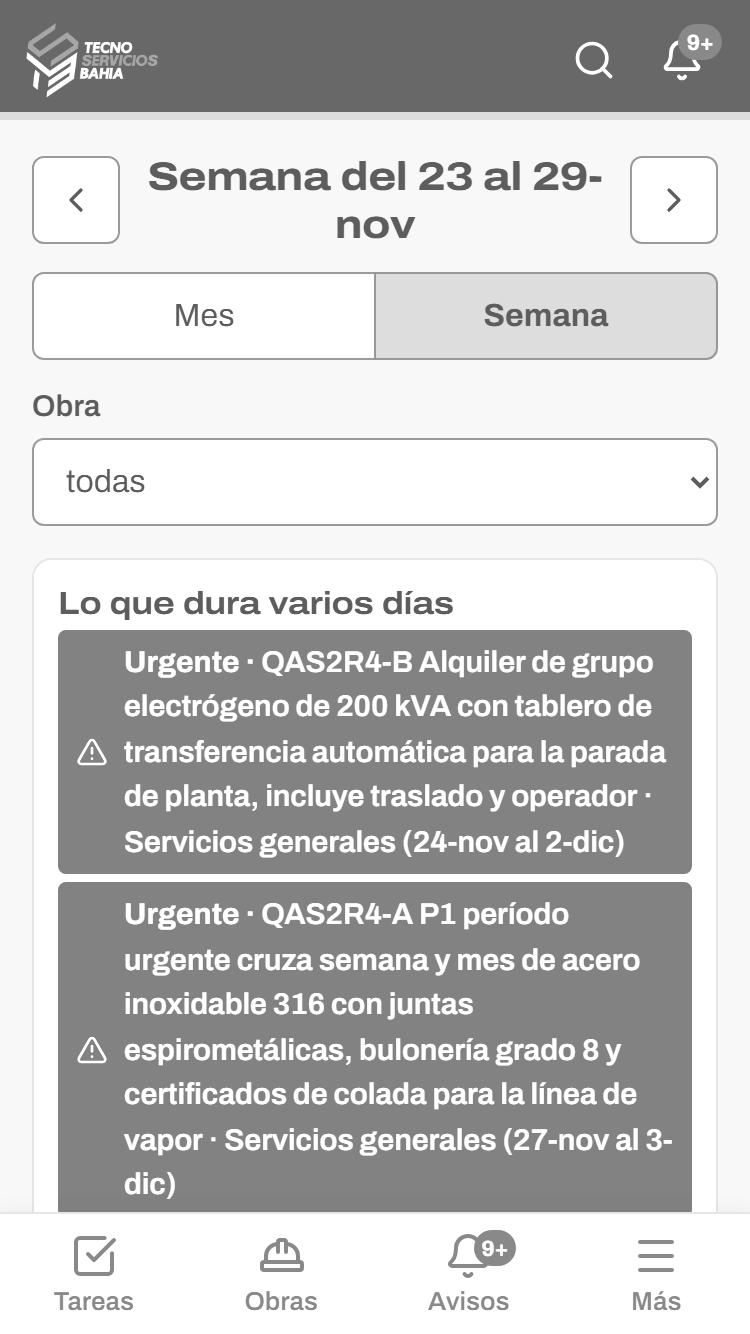 TECNO
SERVICIOS
BAHIA
9+
Semana del 23 al 29-
nov
Mes
Semana
Obra
todas
Lo que dura varios días
Urgente · QAS2R4-B Alquiler de grupo
electrógeno de 200 kVA con tablero de
transferencia automática para la parada
de planta, incluye traslado y operador ·
Servicios generales (24-nov al 2-dic)
Urgente · QAS2R4-A P1 período
urgente cruza semana y mes de acero
inoxidable 316 con juntas
espirometálicas, bulonería grado 8 y
certificados de colada para la línea de
vapor · Servicios generales (27-nov al 3-
dic)
9+
Tareas
Obras
Avisos
Más